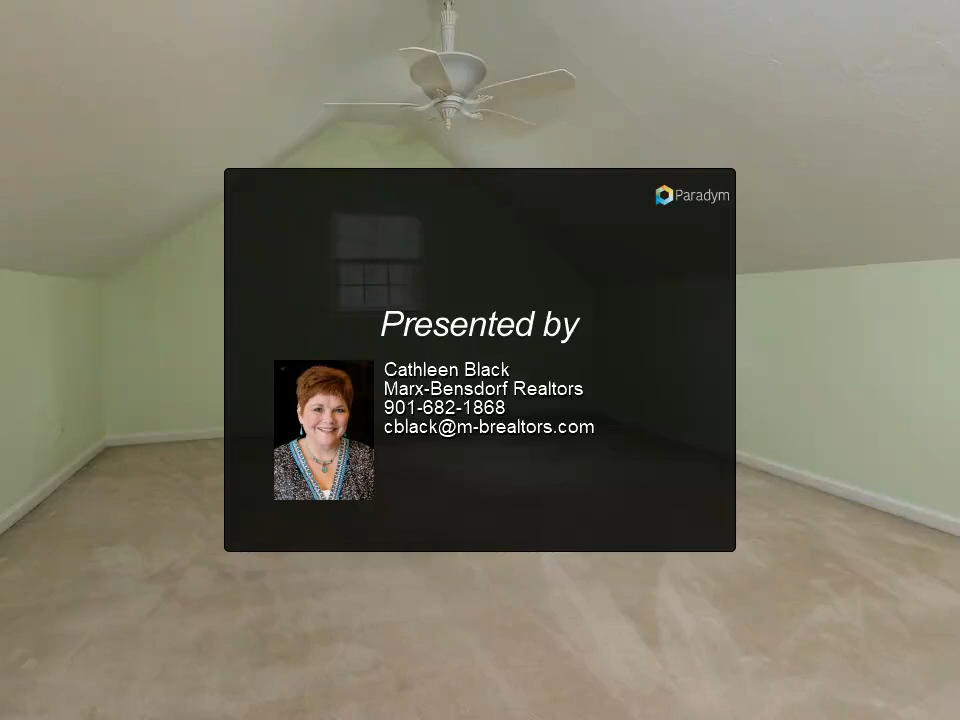 Paradym
Presented by
Cathleen Black
Marx-Bensdorf Realtors
901-682-1868
cblack@m-brealtors.com